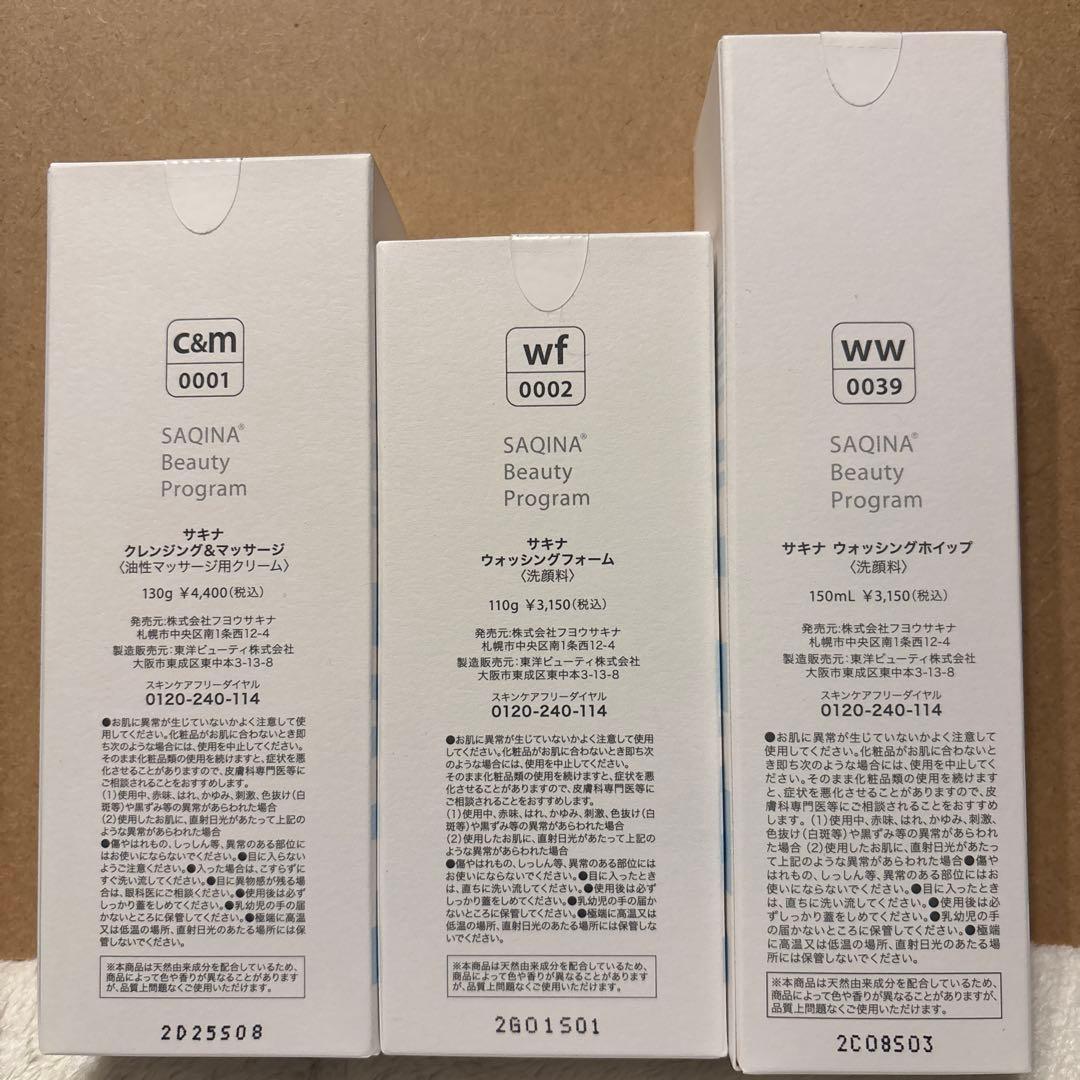 c&m
0001
SAQINA®
Beauty
Program
サキナ
クレンジング&マッサージ
〈油性マッサージ用クリーム〉
130g ¥4,400(税込)
発売元:株式会社フヨウサキナ
札幌市中央区南1条西12-4
製造販売元:東洋ビューティ株式会社
大阪市東成区東中本3-13-8
スキンケアフリーダイヤル
0120-240-114
●お肌に異常が生じていないかよく注意して使
用してください。化粧品がお肌に合わないとき即
ち次のような場合には、使用を中止してください。
そのまま化粧品類の使用を続けますと、症状を悪
化させることがありますので、皮膚科専門医等に
ご相談されることをおすすめします。
(1)使用中、赤味、はれ、かゆみ、刺激、色抜け(白
斑等)や黒ずみ等の異常があらわれた場合
(2)使用したお肌に、直射日光があたって上記の
ような異常があらわれた場合
●傷やはれもの、しっしん等、異常のある部位に
はお使いにならないでください。●目に入らない
ようご注意ください。●入った場合は、こすらずに
すぐ洗い流してください。●目に異物感が残る場
合は、眼科医にご相談ください。●使用後は必ず
しっかり蓋をしめてください。●乳幼児の手の届
かないところに保管してください。●極端に高温
又は低温の場所、直射日光のあたる場所には保
管しないでください。
※本商品は天然由来成分を配合しているため、
商品によって色や香りが異なることがあります
が、品質上問題なくご使用いただけます。
2D25S08
wf
0002
SAQINA®
Beauty
Program
サキナ
ウォッシングフォーム
〈洗顔料〉
110g ¥3,150(税込)
発売元:株式会社フヨウサキナ
札幌市中央区南1条西12-4
製造販売元:東洋ビューティ株式会社
大阪市東成区東中本3-13-8
スキンケアフリーダイヤル
0120-240-114
●お肌に異常が生じていないかよく注意して使用
してください。化粧品がお肌に合わないとき即ち次
のような場合には、使用を中止してください。
そのまま化粧品類の使用を続けますと、症状を悪
化させることがありますので、皮膚科専門医等に
ご相談されることをおすすめします。
(1)使用中、赤味、はれ、かゆみ、刺激、色抜け(白
斑等)や黒ずみ等の異常があらわれた場合
(2)使用したお肌に、直射日光があたって上記の
ような異常があらわれた場合
●傷やはれもの、しっしん等、異常のある部位には
お使いにならないでください。●目に入ったとき
は、直ちに洗い流してください。●使用後は必ず
しっかり蓋をしめてください。●乳幼児の手の届か
ないところに保管してください。●極端に高温又
は低温の場所、直射日光のあたる場所には保管しな
いでください。
※本商品は天然由来成分を配合しているため、
商品によって色や香りが異なることがあります
が、品質上問題なくご使用いただけます。
2G01S01
ww
0039
SAQINA®
Beauty
Program
サキナ ウォッシングホイップ
〈洗顔料〉
150mL ¥3,150(税込)
発売元:株式会社フヨウサキナ
札幌市中央区南1条西12-4
製造販売元:東洋ビューティ株式会社
大阪市東成区東中本3-13-8
スキンケアフリーダイヤル
0120-240-114
●お肌に異常が生じていないかよく注意して
使用してください。化粧品がお肌に合わないと
き即ち次のような場合には、使用を中止してくだ
さい。そのまま化粧品類の使用を続けます
と、症状を悪化させることがありますので、皮
膚科専門医等にご相談されることをおすすめ
します。(1)使用中、赤味、はれ、かゆみ、刺激、
色抜け(白斑等)や黒ずみ等の異常があらわれ
た場合 (2)使用したお肌に、直射日光があたっ
て上記のような異常があらわれた場合●傷や
はれもの、しっしん等、異常のある部位にはお
使いにならないでください。●目に入ったとき
は、直ちに洗い流してください。●使用後は必
ずしっかり蓋をしめてください。●乳幼児の手
の届かないところに保管してください。●極端
に高温又は低温の場所、直射日光のあたる場
所には保管しないでください。
※本商品は天然由来成分を配合しているため、
商品によって色や香りが異なることがありますが、
品質上問題なくご使用いただけます。
2C08S03